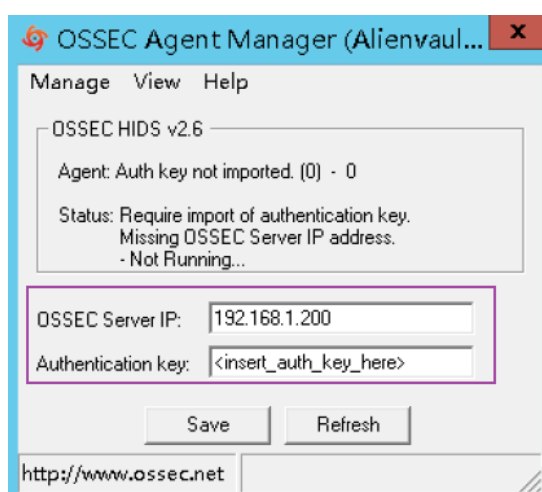 OSSEC Agent Manager (Alienvaul...
x
Manage View Help
OSSEC HIDS v2.6
Agent: Auth key not imported. (0) - 0
Status: Require import of authentication key.
Missing OSSEC Server IP address.
- Not Running...
OSSEC Server IP: 192.168.1.200
Authentication key: <insert_auth_key_here>
Save Refresh
http://www.ossec.net